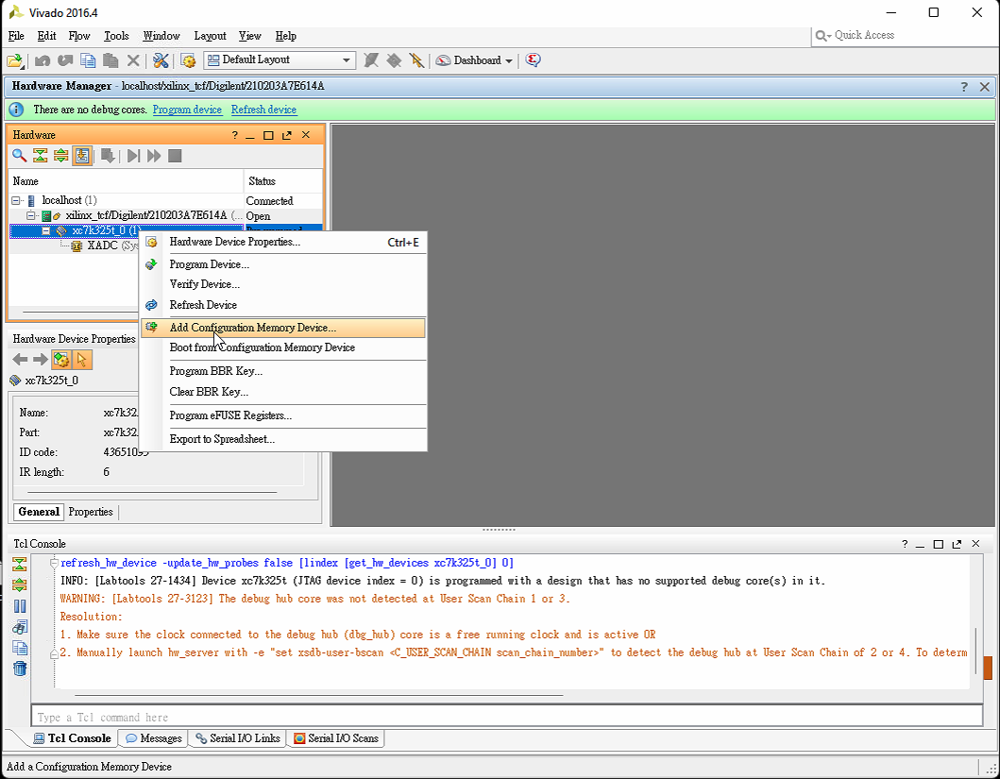 Vivado 2016.4
File Edit Flow Tools Window Layout View Help
Quick Access
Default Layout
Dashboard
Hardware Manager - localhost/xilinx_tcf/Digilent/210203A7E614A
There are no debug cores. Program device Refresh device
Hardware
Name Status
localhost (1) Connected
xilinx_tcf/Digilent/210203A7E614A (... Open
xc7k325t_0 (1)
XADC (Sys
Hardware Device Properties... Ctrl+E
Program Device...
Verify Device...
Refresh Device
Add Configuration Memory Device...
Boot from Configuration Memory Device
Program BBR Key...
Clear BBR Key...
Program eFUSE Registers...
Export to Spreadsheet...
Hardware Device Properties
xc7k325t_0
Name: xc7k32
Part: xc7k32
ID code: 43651093
IR length: 6
General Properties
Tcl Console
refresh_hw_device -update_hw_probes false [lindex [get_hw_devices xc7k325t_0] 0]
INFO: [Labtools 27-1434] Device xc7k325t (JTAG device index = 0) is programmed with a design that has no supported debug core(s) in it.
WARNING: [Labtools 27-3123] The debug hub core was not detected at User Scan Chain 1 or 3.
Resolution:
1. Make sure the clock connected to the debug hub (dbg_hub) core is a free running clock and is active OR
2. Manually launch hw_server with -e "set xsdb-user-bscan <C_USER_SCAN_CHAIN scan_chain_number>" to detect the debug hub at User Scan Chain of 2 or 4. To determ
Type a Tcl command here
Tcl Console Messages Serial I/O Links Serial I/O Scans
Add a Configuration Memory Device